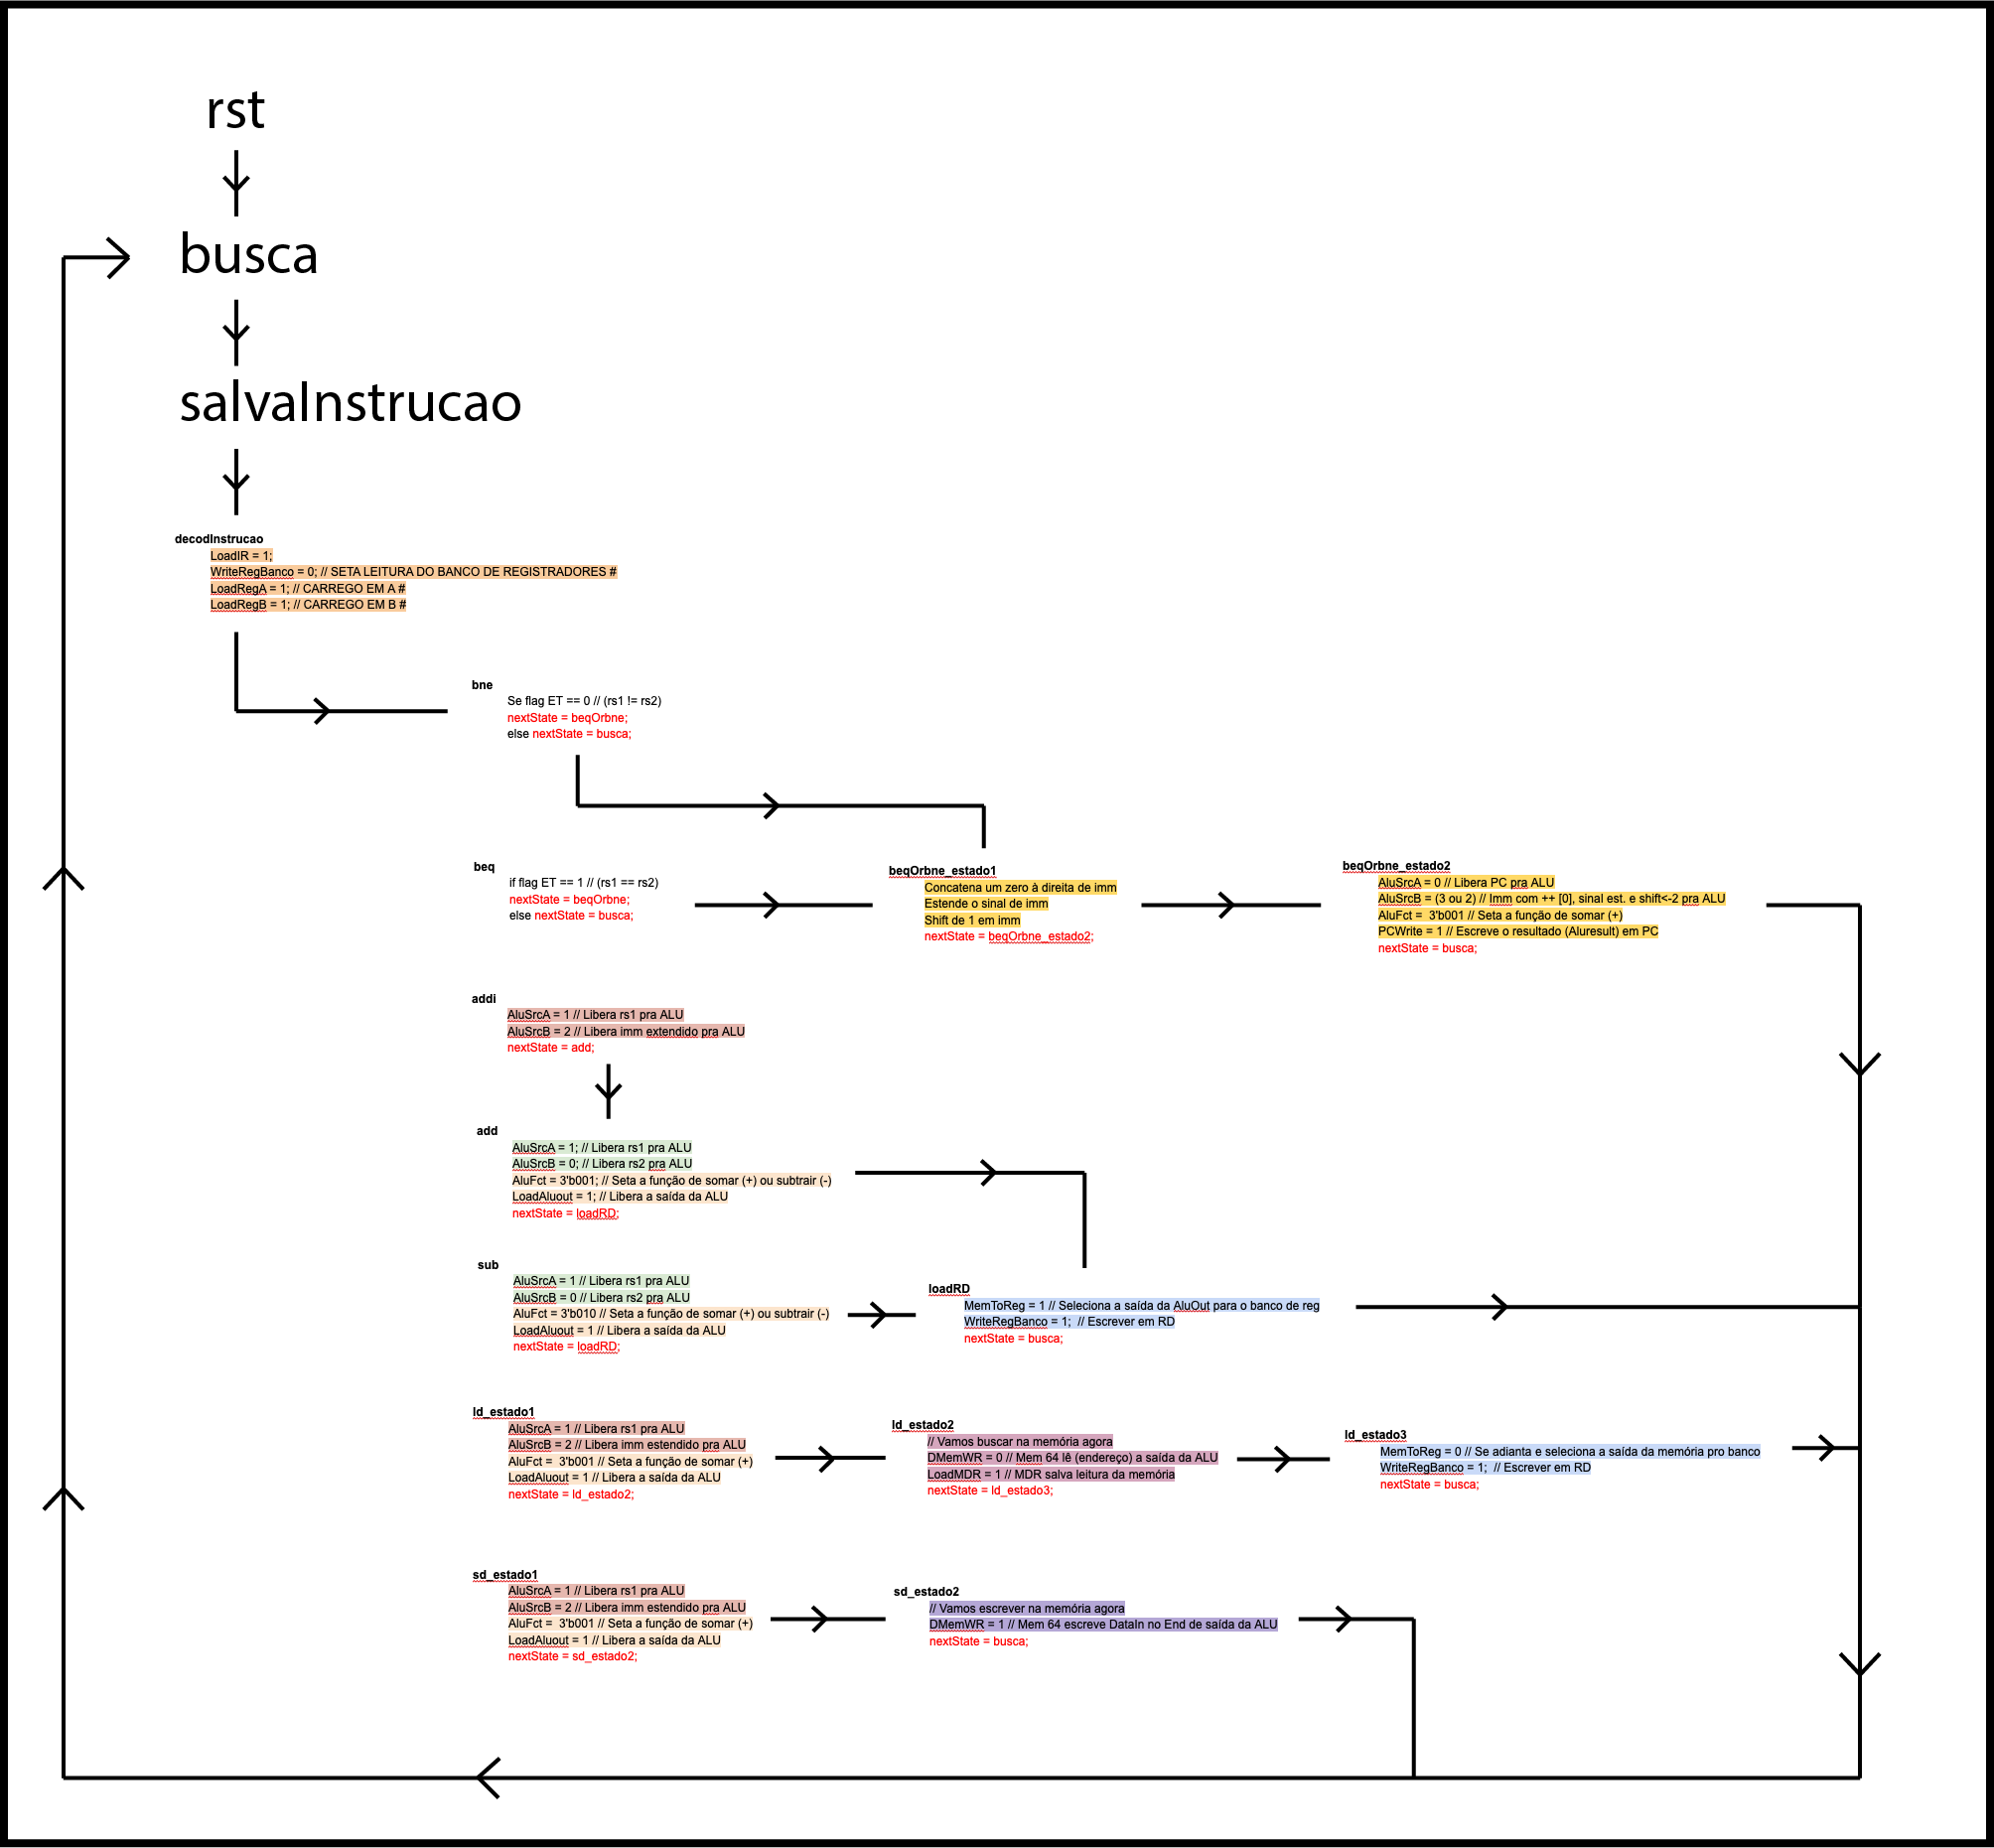 rst
busca
salvaInstrucao
decodInstrucao
LoadIR = 1;
WriteRegBanco = 0; // SETA LEITURA DO BANCO DE REGISTRADORES #
LoadRegA = 1; // CARREGO EM A #
LoadRegB = 1; // CARREGO EM B #
bne
Se flag ET == 0 // (rs1 != rs2)
nextState = beqOrbne;
else nextState = busca;
beq
if flag ET == 1 // (rs1 == rs2)
nextState = beqOrbne;
else nextState = busca;
beqOrbne_estado1
Concatena um zero à direita de imm
Estende o sinal de imm
Shift de 1 em imm
nextState = beqOrbne_estado2;
beqOrbne_estado2
AluSrcA = 0 // Libera PC pra ALU
AluSrcB = (3 ou 2) // Imm com ++ [0], sinal est. e shift<-2 pra ALU
AluFct =  3'b001 // Seta a função de somar (+)
PCWrite = 1 // Escreve o resultado (Aluresult) em PC
nextState = busca;
addi
AluSrcA = 1 // Libera rs1 pra ALU
AluSrcB = 2 // Libera imm extendido pra ALU
nextState = add;
add
AluSrcA = 1; // Libera rs1 pra ALU
AluSrcB = 0; // Libera rs2 pra ALU
AluFct = 3'b001; // Seta a função de somar (+) ou subtrair (-)
LoadAluout = 1; // Libera a saída da ALU
nextState = loadRD;
sub
AluSrcA = 1 // Libera rs1 pra ALU
AluSrcB = 0 // Libera rs2 pra ALU
AluFct = 3'b010 // Seta a função de somar (+) ou subtrair (-)
LoadAluout = 1 // Libera a saída da ALU
nextState = loadRD;
loadRD
MemToReg = 1 // Seleciona a saída da AluOut para o banco de reg
WriteRegBanco = 1;  // Escrever em RD
nextState = busca;
ld_estado1
AluSrcA = 1 // Libera rs1 pra ALU
AluSrcB = 2 // Libera imm estendido pra ALU
AluFct =  3'b001 // Seta a função de somar (+)
LoadAluout = 1 // Libera a saída da ALU
nextState = ld_estado2;
ld_estado2
// Vamos buscar na memória agora
DMemWR = 0 // Mem 64 lê (endereço) a saída da ALU
LoadMDR = 1 // MDR salva leitura da memória
nextState = ld_estado3;
ld_estado3
MemToReg = 0 // Se adianta e seleciona a saída da memória pro banco
WriteRegBanco = 1;  // Escrever em RD
nextState = busca;
sd_estado1
AluSrcA = 1 // Libera rs1 pra ALU
AluSrcB = 2 // Libera imm estendido pra ALU
AluFct =  3'b001 // Seta a função de somar (+)
LoadAluout = 1 // Libera a saída da ALU
nextState = sd_estado2;
sd_estado2
// Vamos escrever na memória agora
DMemWR = 1 // Mem 64 escreve DataIn no End de saída da ALU
nextState = busca;